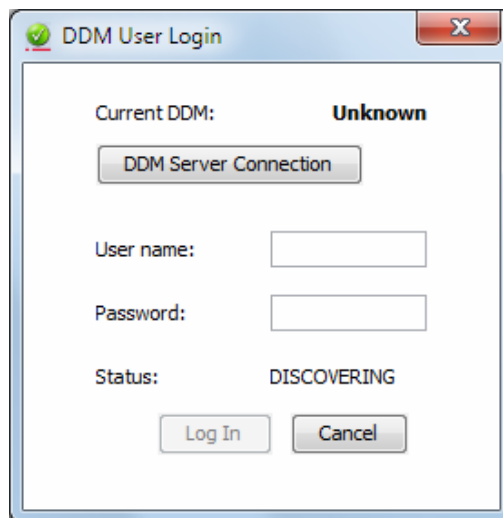 DDM User Login
Current DDM: Unknown
DDM Server Connection
User name:
Password:
Status: DISCOVERING
Log In Cancel